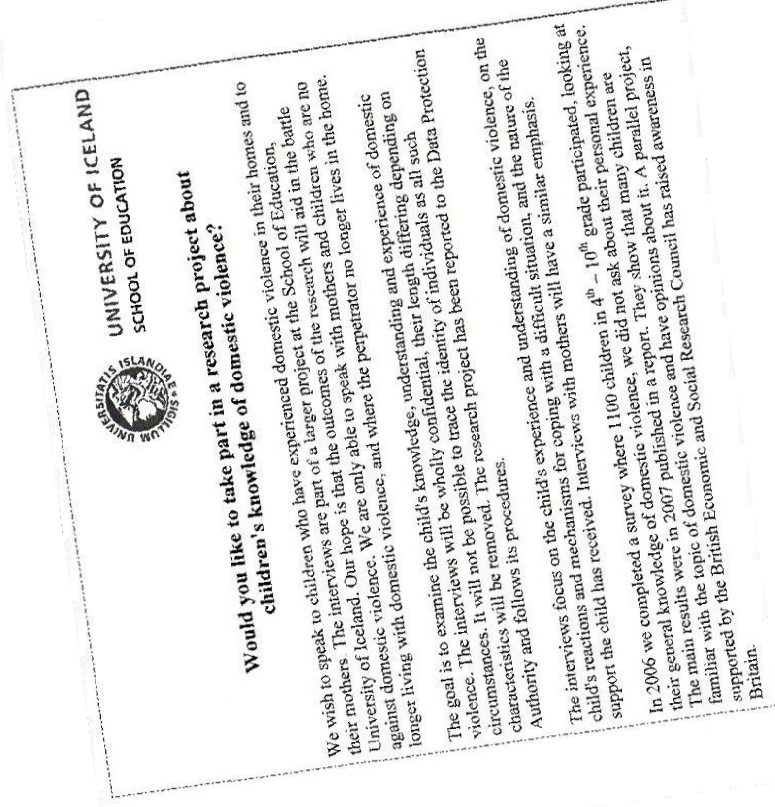 UNIVERSITATIS ISLANDIAE SIGILLUM
UNIVERSITY OF ICELAND
SCHOOL OF EDUCATION
Would you like to take part in a research project about
children's knowledge of domestic violence?
We wish to speak to children who have experienced domestic violence in their homes and to
their mothers. The interviews are part of a larger project at the School of Education,
University of Iceland. Our hope is that the outcomes of the research will aid in the battle
against domestic violence. We are only able to speak with mothers and children who are no
longer living with domestic violence, and where the perpetrator no longer lives in the home.
The goal is to examine the child's knowledge, understanding and experience of domestic
violence. The interviews will be wholly confidential, their length differing depending on
circumstances. It will not be possible to trace the identity of individuals as all such
characteristics will be removed. The research project has been reported to the Data Protection
Authority and follows its procedures.
The interviews focus on the child's experience and understanding of domestic violence, on the
child's reactions and mechanisms for coping with a difficult situation, and the nature of the
support the child has received. Interviews with mothers will have a similar emphasis.
In 2006 we completed a survey where 1100 children in 4th – 10th grade participated, looking at
their general knowledge of domestic violence, we did not ask about their personal experience.
The main results were in 2007 published in a report. They show that many children are
familiar with the topic of domestic violence and have opinions about it. A parallel project,
supported by the British Economic and Social Research Council has raised awareness in
Britain.